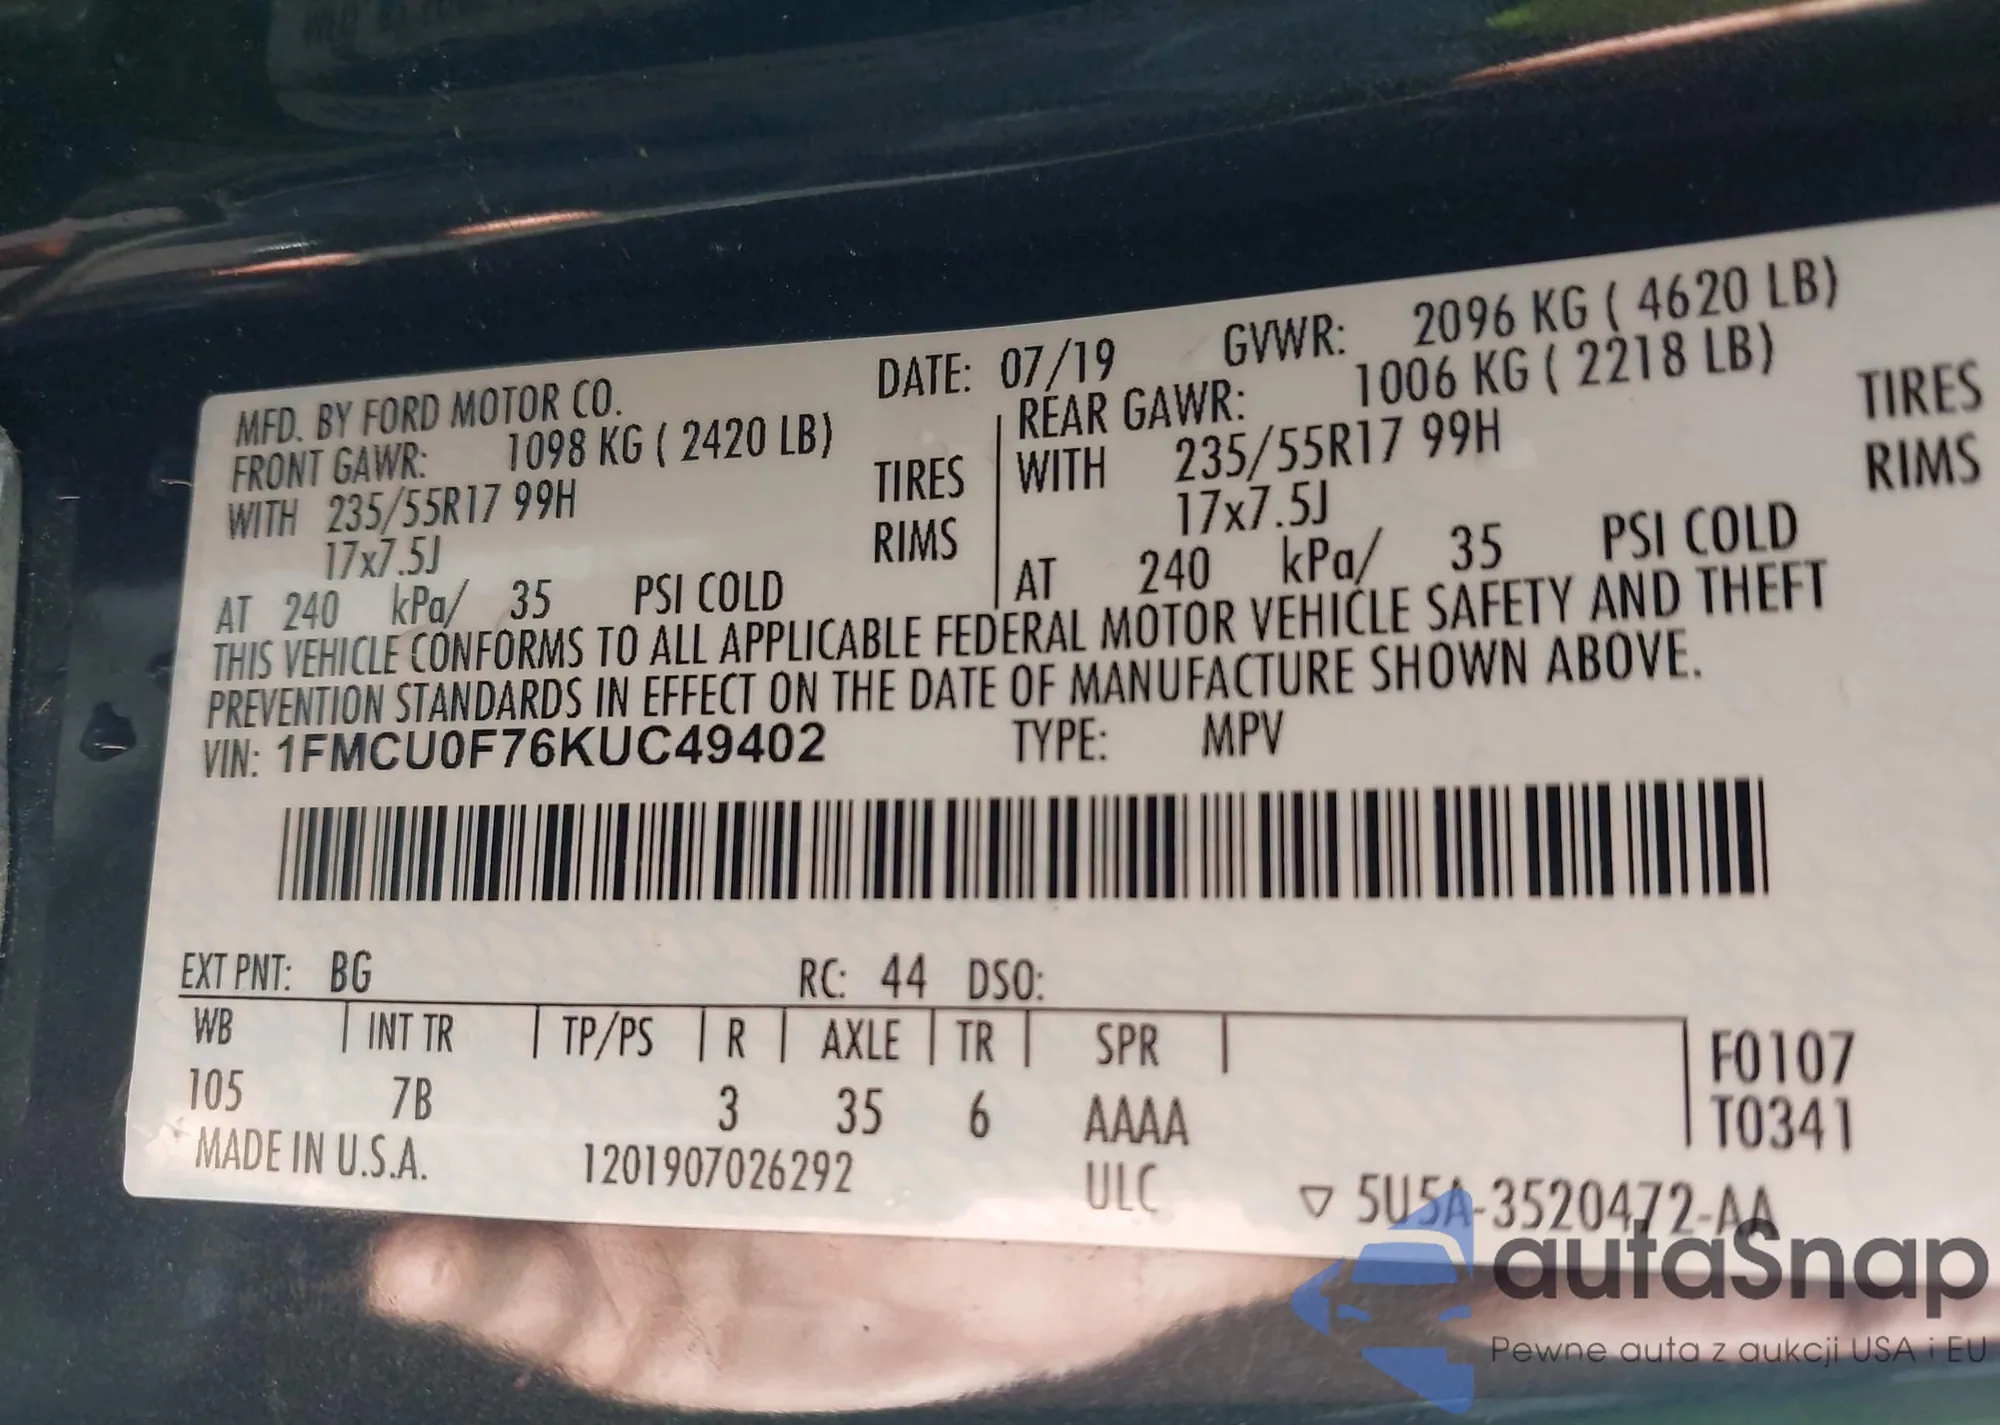 MFD. BY FORD MOTOR CO. DATE: 07/19 GVWR: 2096 KG ( 4620 LB)
FRONT GAWR: 1098 KG ( 2420 LB) REAR GAWR: 1006 KG ( 2218 LB)
WITH 235/55R17 99H TIRES WITH 235/55R17 99H TIRES
17x7.5J RIMS 17x7.5J RIMS
AT 240 kPa/ 35 PSI COLD AT 240 kPa/ 35 PSI COLD
THIS VEHICLE CONFORMS TO ALL APPLICABLE FEDERAL MOTOR VEHICLE SAFETY AND THEFT
PREVENTION STANDARDS IN EFFECT ON THE DATE OF MANUFACTURE SHOWN ABOVE.
VIN: 1FMCU0F76KUC49402 TYPE: MPV
EXT PNT: BG RC: 44 DSO:
WB INT TR TP/PS R AXLE TR SPR F0107
105 7B 3 35 6 AAAA T0341
MADE IN U.S.A. 1201907026292 ULC 5U5A-3520472-AA
autaSnap
Pewne auta z aukcji USA i EU